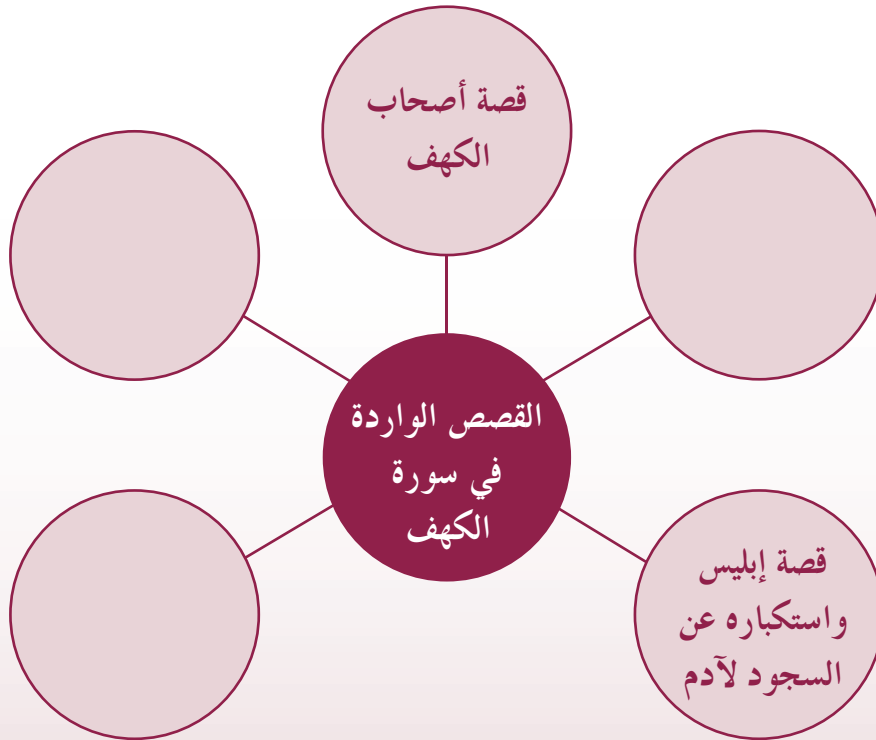 قصة أصحاب
الكهف
القصص الواردة
في سورة
الكهف
قصة إبليس
واستكباره عن
السجود لآدم